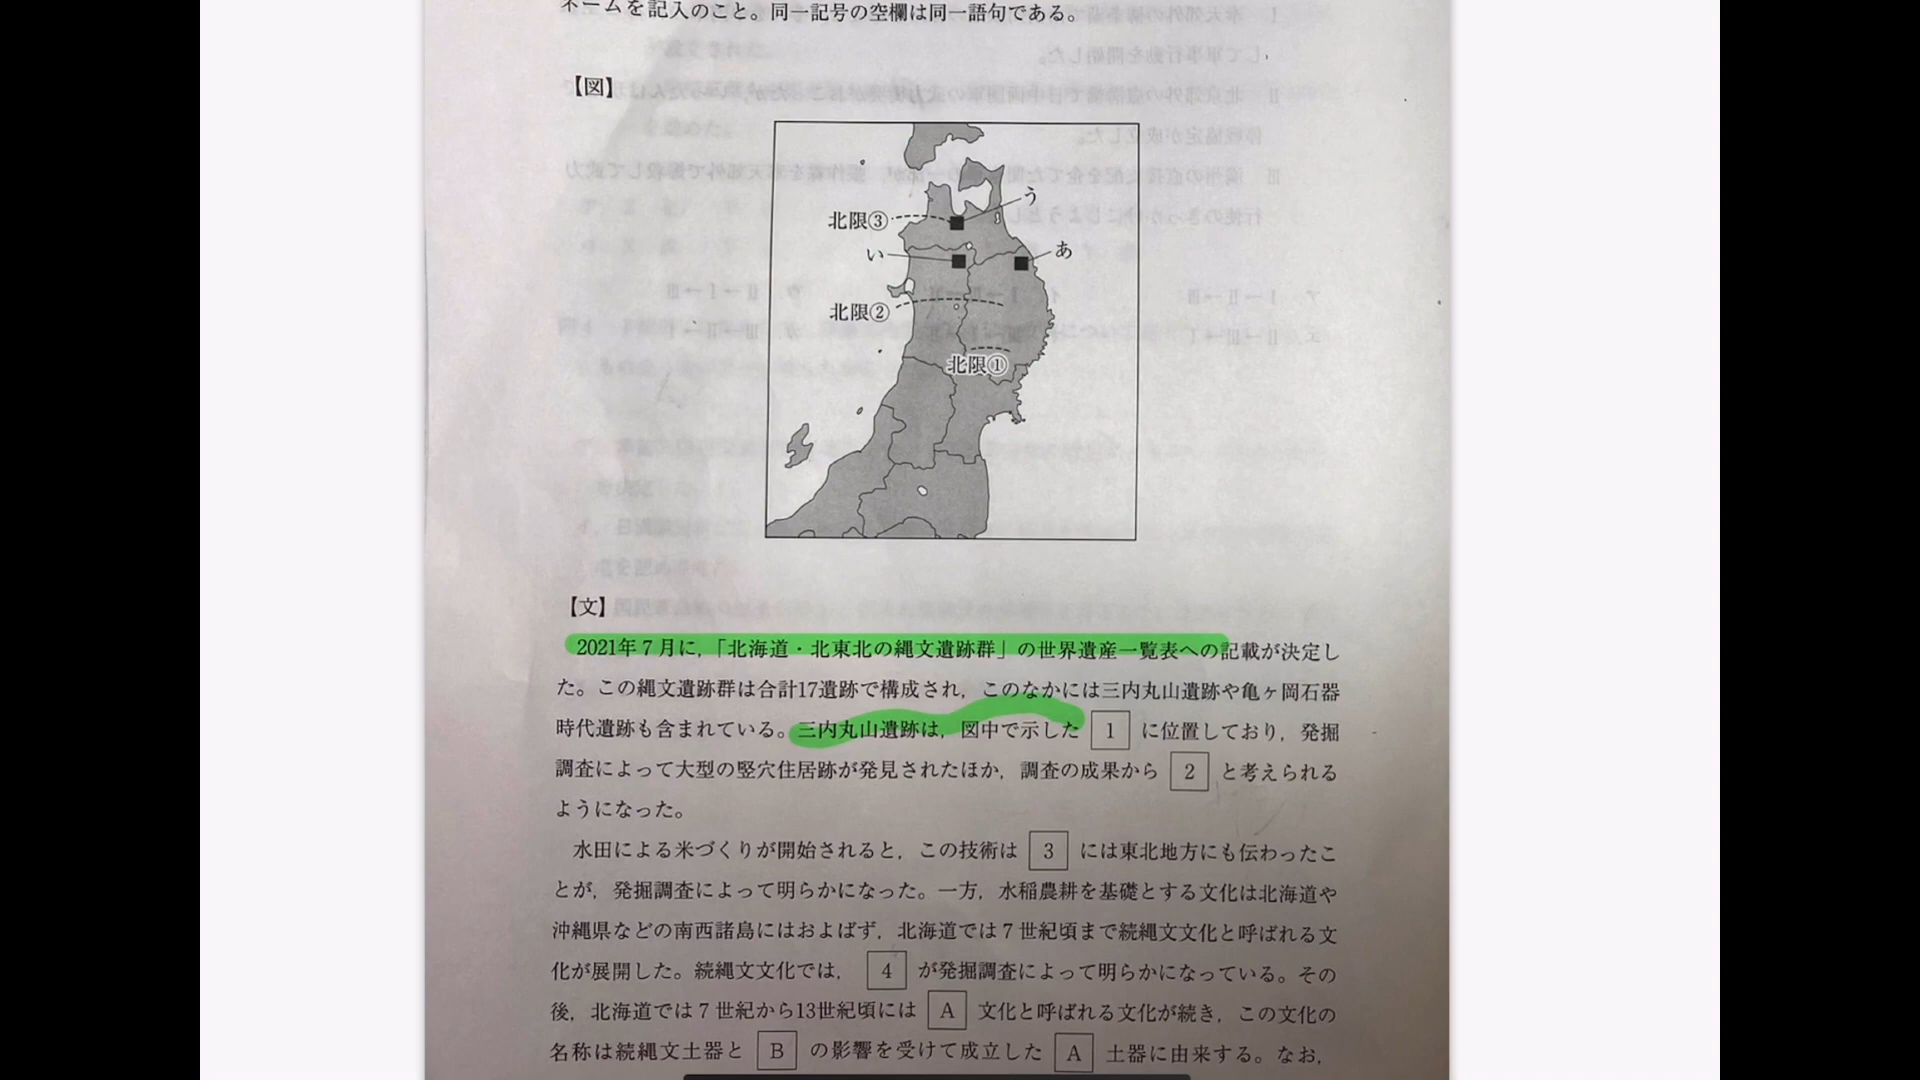 ネームを記入のこと。同一記号の空欄は同一語句である。
【図】
う
北限③
い
あ
北限②
北限①
【文】
2021年7月に，「北海道・北東北の縄文遺跡群」の世界遺産一覧表への記載が決定し
た。この縄文遺跡群は合計17遺跡で構成され，このなかには三内丸山遺跡や亀ヶ岡石器
時代遺跡も含まれている。三内丸山遺跡は，図中で示した 1 に位置しており，発掘
調査によって大型の竪穴住居跡が発見されたほか，調査の成果から 2 と考えられる
ようになった。
水田による米づくりが開始されると，この技術は 3 には東北地方にも伝わったこ
とが，発掘調査によって明らかになった。一方，水稲農耕を基礎とする文化は北海道や
沖縄県などの南西諸島にはおよばず，北海道では7世紀頃まで続縄文文化と呼ばれる文
化が展開した。続縄文文化では， 4 が発掘調査によって明らかになっている。その
後，北海道では7世紀から13世紀頃には A 文化と呼ばれる文化が続き，この文化の
名称は続縄文土器と B の影響を受けて成立した A 土器に由来する。なお，